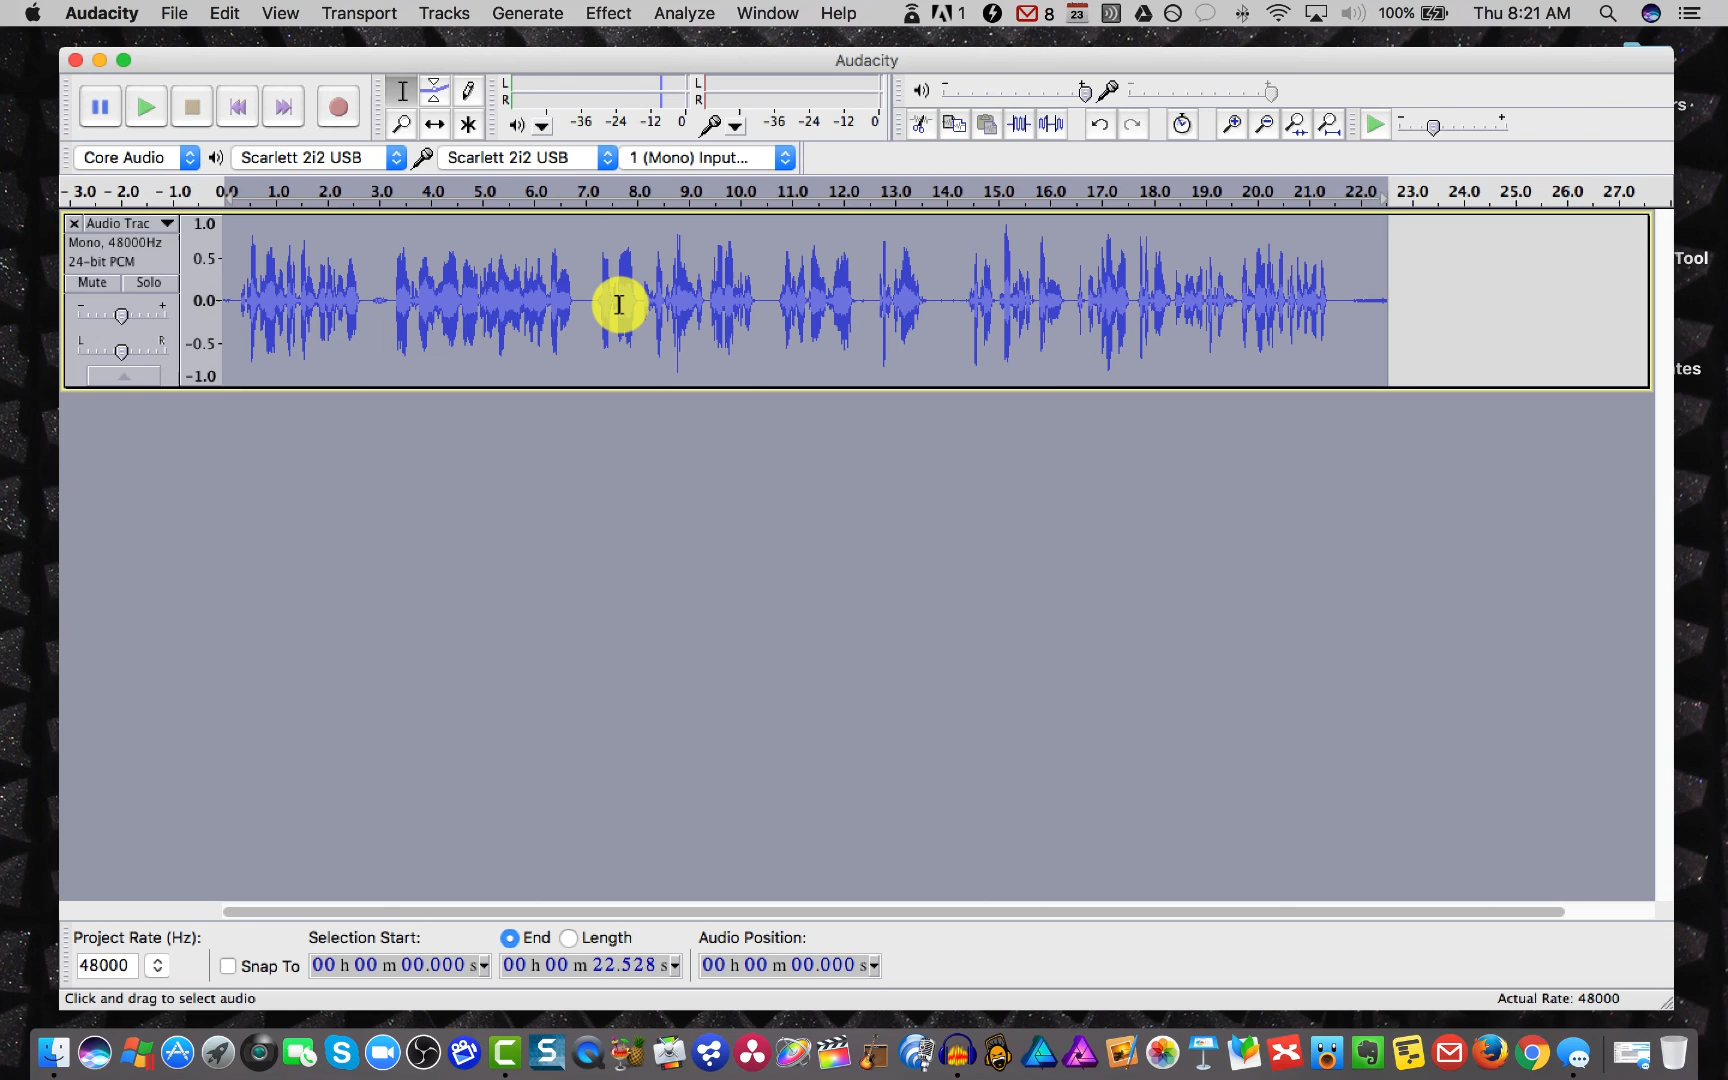 Audacity File Edit View Transport Tracks Generate Effect Analyze Window Help 1 8 23 100% Thu 8:21 AM
Audacity
L R -36 -24 -12 0 L R -36 -24 -12 0
Core Audio Scarlett 2i2 USB Scarlett 2i2 USB 1 (Mono) Input...
- 3.0 - 2.0 - 1.0 0.0 1.0 2.0 3.0 4.0 5.0 6.0 7.0 8.0 9.0 10.0 11.0 12.0 13.0 14.0 15.0 16.0 17.0 18.0 19.0 20.0 21.0 22.0 23.0 24.0 25.0 26.0 27.0
Audio Trac 1.0
Mono, 48000Hz
24-bit PCM 0.5
Mute Solo
- + 0.0
L R -0.5
-1.0
Tool
Project Rate (Hz): Selection Start: End Length Audio Position:
48000 Snap To 00 h 00 m 00.000 s 00 h 00 m 22.528 s 00 h 00 m 00.000 s
Click and drag to select audio Actual Rate: 48000